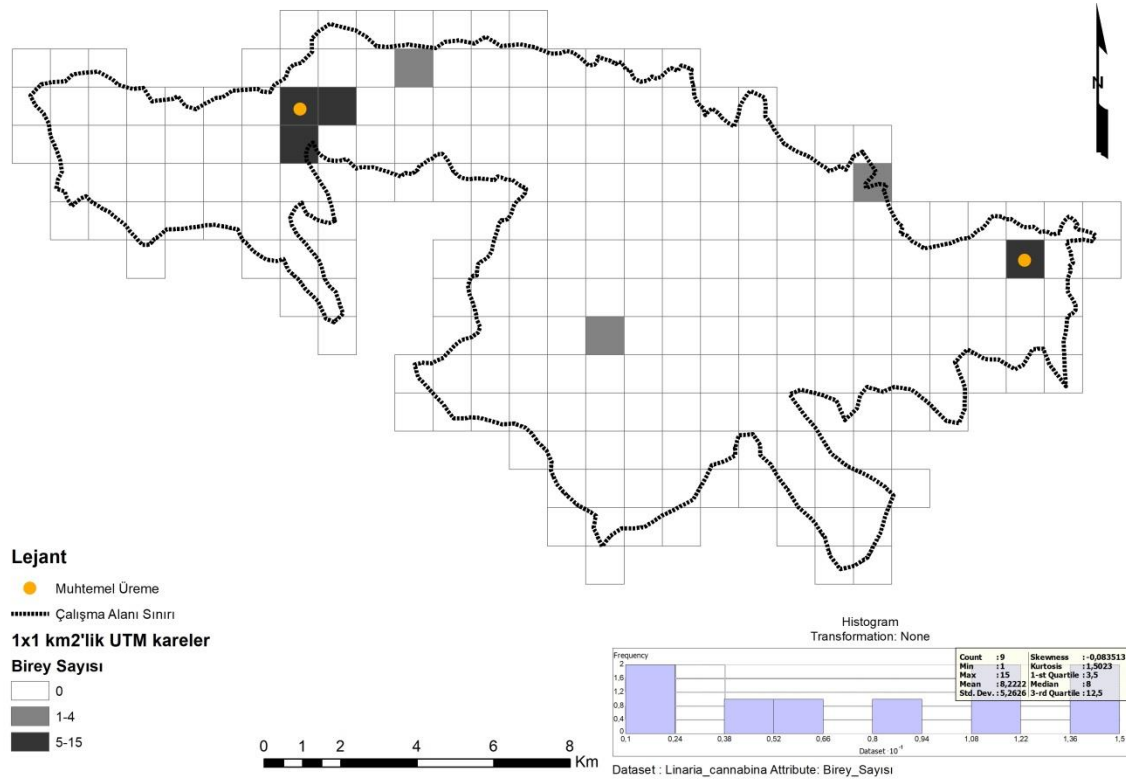 N
Lejant
Muhtemel Üreme
Çalışma Alanı Sınırı
1x1 km2'lik UTM kareler
Birey Sayısı
0
1-4
5-15
0 1 2 4 6 8
Km
Histogram
Transformation: None
Frequency
2
1,6
1,2
0,8
0,4
0
0,1 0,24 0,38 0,52 0,66 0,8 0,94 1,08 1,22 1,36 1,5
Dataset ·10⁻¹
Count : 9 Skewness : -0,083513
Min : 1 Kurtosis : 1,5023
Max : 15 1-st Quartile : 3,5
Mean : 8,2222 Median : 8
Std. Dev. : 5,2626 3-rd Quartile : 12,5
Dataset : Linaria_cannabina Attribute: Birey_Sayısı